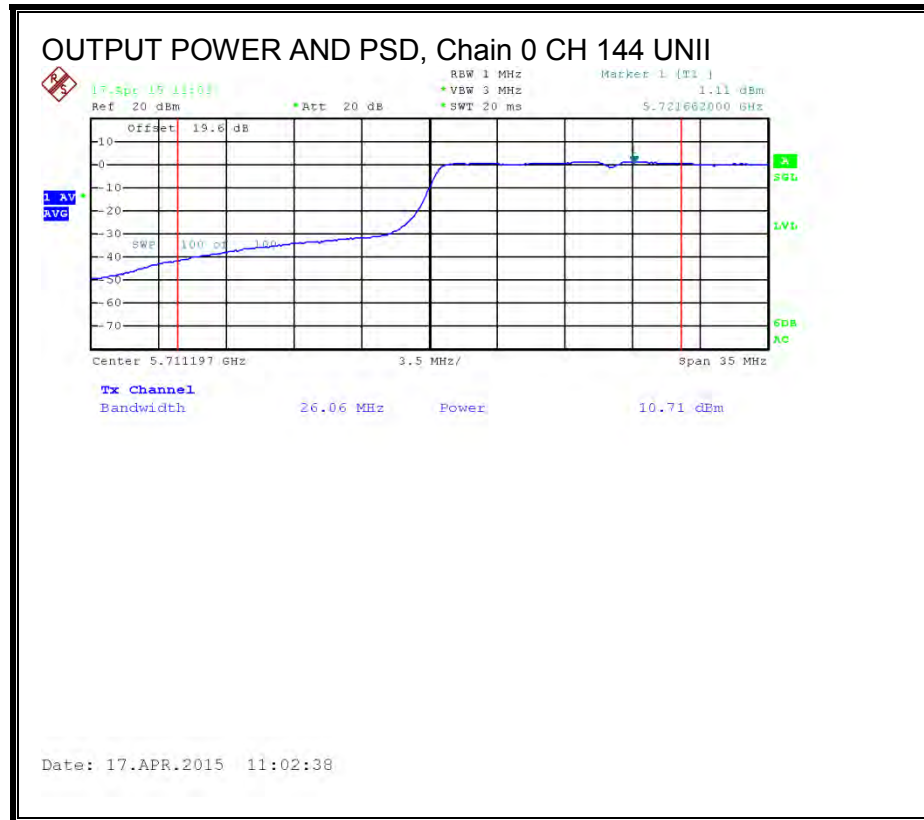 OUTPUT POWER AND PSD, Chain 0 CH 144 UNII
R S
RBW 1 MHz Marker 1 [T1 ]
17.Apr 15 11:02 * VBW 3 MHz 1.11 dBm
Ref 20 dBm * Att 20 dB * SWT 20 ms 5.721662000 GHz
Offset 19.6 dB
10
0
-10
-20
-30
-40
-50
-60
-70
SWP 100 of 100
1 AV *
AVG
A
SGL
LVL
6DB
AC
Center 5.711197 GHz 3.5 MHz/ Span 35 MHz
Tx Channel
Bandwidth 26.06 MHz Power 10.71 dBm
Date: 17.APR.2015 11:02:38